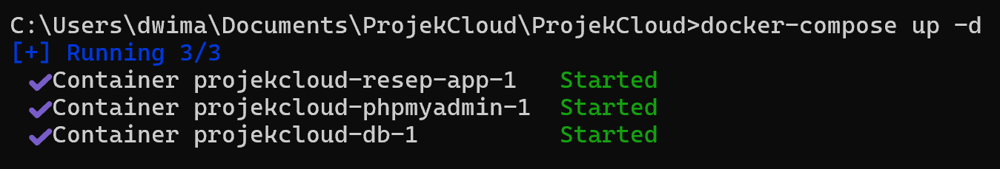 C:\Users\dwima\Documents\ProjekCloud\ProjekCloud>docker-compose up -d
[+] Running 3/3
✔Container projekcloud-resep-app-1 Started
✔Container projekcloud-phpmyadmin-1 Started
✔Container projekcloud-db-1 Started